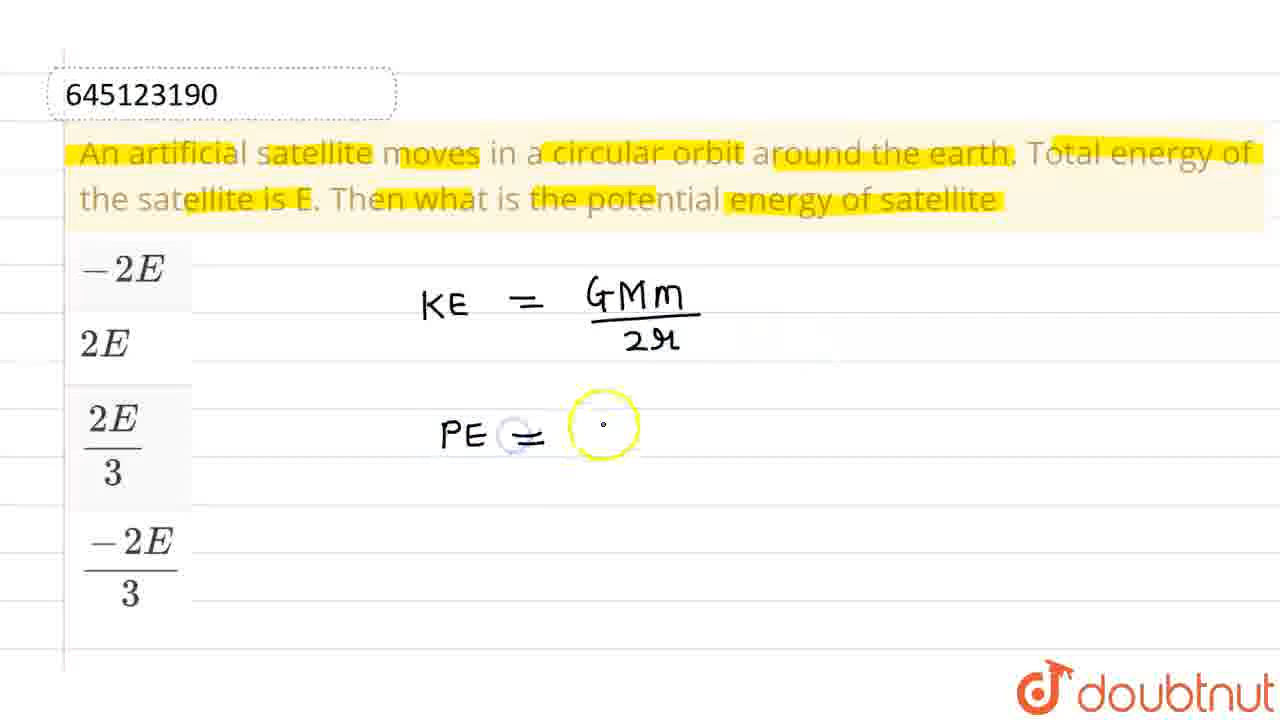 645123190
An artificial satellite moves in a circular orbit around the earth. Total energy of
the satellite is E. Then what is the potential energy of satellite
-2E
2E
2E/3
-2E/3
KE = GMm/2r
PE =
doubtnut